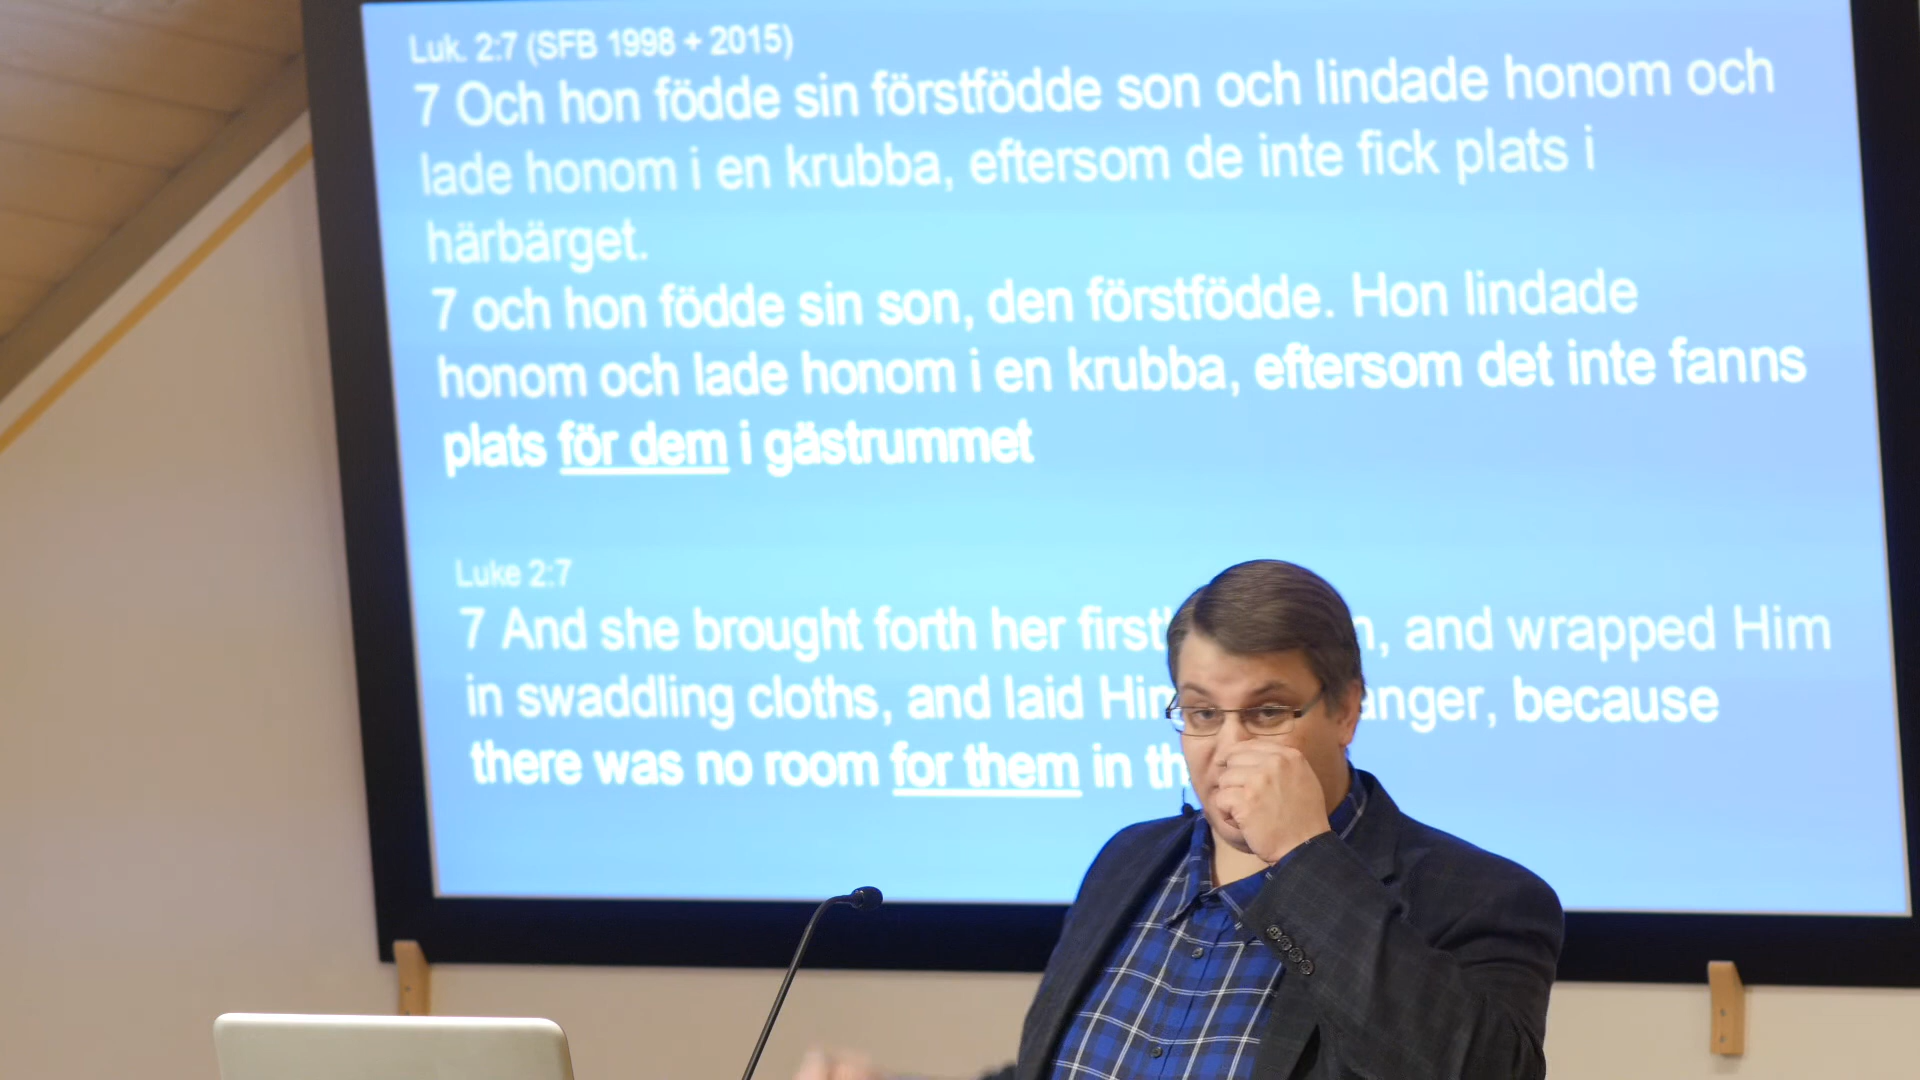 Luk. 2:7 (SFB 1998 + 2015)
7 Och hon födde sin förstfödde son och lindade honom och
lade honom i en krubba, eftersom de inte fick plats i
härbärget.
7 och hon födde sin son, den förstfödde. Hon lindade
honom och lade honom i en krubba, eftersom det inte fanns
plats för dem i gästrummet
Luke 2:7
7 And she brought forth her first , and wrapped Him
in swaddling cloths, and laid Him anger, because
there was no room for them in th